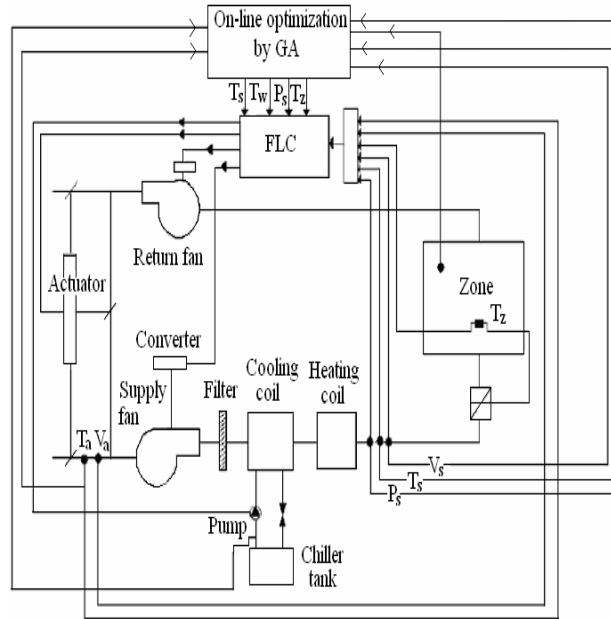 On-line optimization
by GA
Ts Tw Ps Tz
FLC
Return fan
Actuator
Zone
Tz
Converter
Supply
fan
Filter
Cooling
coil
Heating
coil
Ta Va
Vs
Ts
Ps
Pump
Chiller
tank